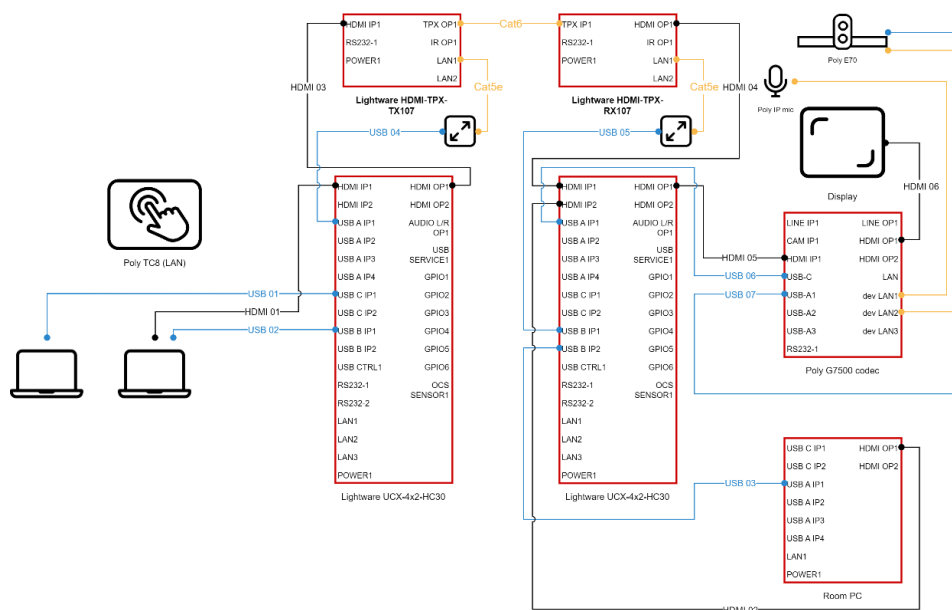 HDMI IP1
RS232-1
POWER1
TPX OP1
IR OP1
LAN1
LAN2
Lightware HDMI-TPX-
TX107
Cat6
Cat5e
HDMI 03
USB 04
TPX IP1
RS232-1
POWER1
HDMI OP1
IR OP1
LAN1
LAN2
Lightware HDMI-TPX-
RX107
Cat5e
HDMI 04
USB 05
Poly E70
Poly IP mic
Display
HDMI 06
Poly TC8 (LAN)
USB 01
HDMI 01
USB 02
HDMI IP1
HDMI IP2
USB A IP1
USB A IP2
USB A IP3
USB A IP4
USB C IP1
USB C IP2
USB B IP1
USB B IP2
USB CTRL1
RS232-1
RS232-2
LAN1
LAN2
LAN3
POWER1
HDMI OP1
HDMI OP2
AUDIO L/R
OP1
USB
SERVICE1
GPIO1
GPIO2
GPIO3
GPIO4
GPIO5
GPIO6
OCS
SENSOR1
Lightware UCX-4x2-HC30
HDMI IP1
HDMI IP2
USB A IP1
USB A IP2
USB A IP3
USB A IP4
USB C IP1
USB C IP2
USB B IP1
USB B IP2
USB CTRL1
RS232-1
RS232-2
LAN1
LAN2
LAN3
POWER1
HDMI OP1
HDMI OP2
AUDIO L/R
OP1
USB
SERVICE1
GPIO1
GPIO2
GPIO3
GPIO4
GPIO5
GPIO6
OCS
SENSOR1
Lightware UCX-4x2-HC30
HDMI 05
USB 06
USB 07
LINE IP1
CAM IP1
HDMI IP1
USB-C
USB-A1
USB-A2
USB-A3
RS232-1
LINE OP1
HDMI OP1
HDMI OP2
LAN
dev LAN1
dev LAN2
dev LAN3
Poly G7500 codec
USB 03
USB C IP1
USB C IP2
USB A IP1
USB A IP2
USB A IP3
USB A IP4
LAN1
POWER1
HDMI OP1
HDMI OP2
Room PC
HDMI 02